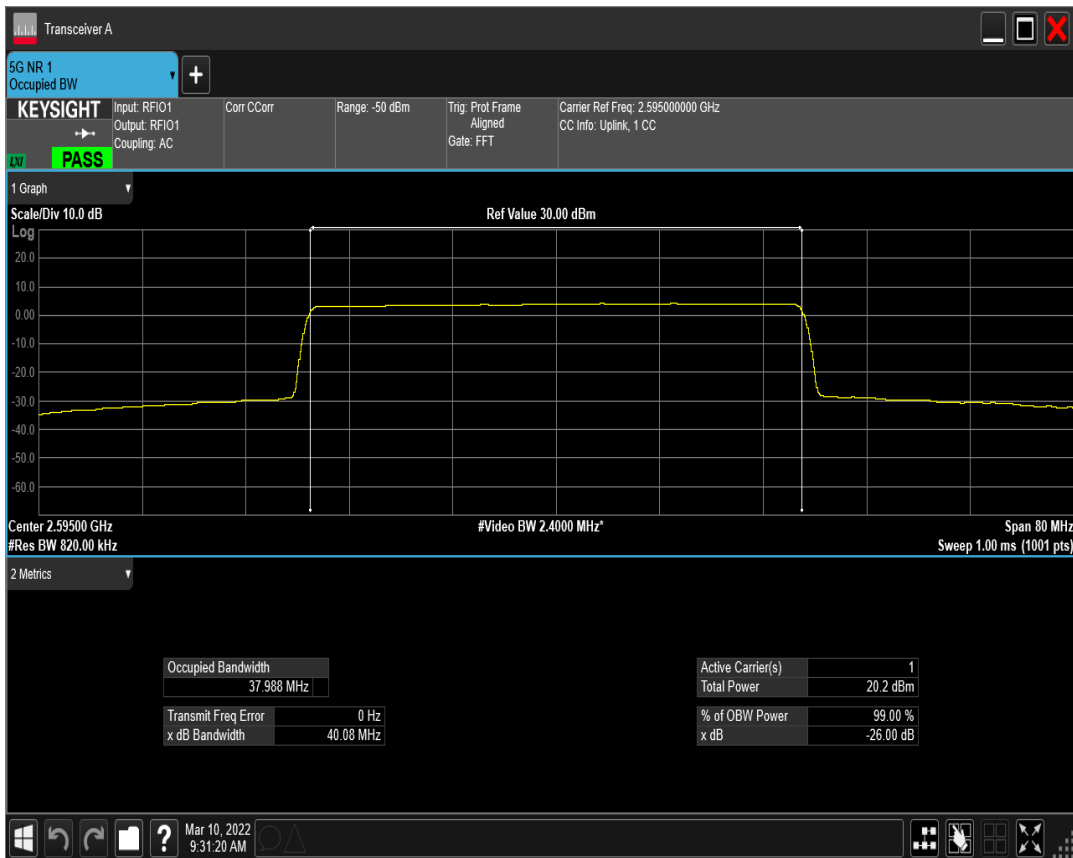 Transceiver A
5G NR 1
Occupied BW
KEYSIGHT
LXI
PASS
Input: RFIO1
Output: RFIO1
Coupling: AC
Corr CCorr
Range: -50 dBm
Trig: Prot Frame
Aligned
Gate: FFT
Carrier Ref Freq: 2.595000000 GHz
CC Info: Uplink, 1 CC
1 Graph
Scale/Div 10.0 dB
Ref Value 30.00 dBm
Log
20.0
10.0
0.00
-10.0
-20.0
-30.0
-40.0
-50.0
-60.0
Center 2.59500 GHz
#Video BW 2.4000 MHz*
Span 80 MHz
#Res BW 820.00 kHz
Sweep 1.00 ms (1001 pts)
2 Metrics
Occupied Bandwidth
37.988 MHz
Transmit Freq Error 0 Hz
x dB Bandwidth 40.08 MHz
Active Carrier(s) 1
Total Power 20.2 dBm
% of OBW Power 99.00 %
x dB -26.00 dB
?
Mar 10, 2022
9:31:20 AM